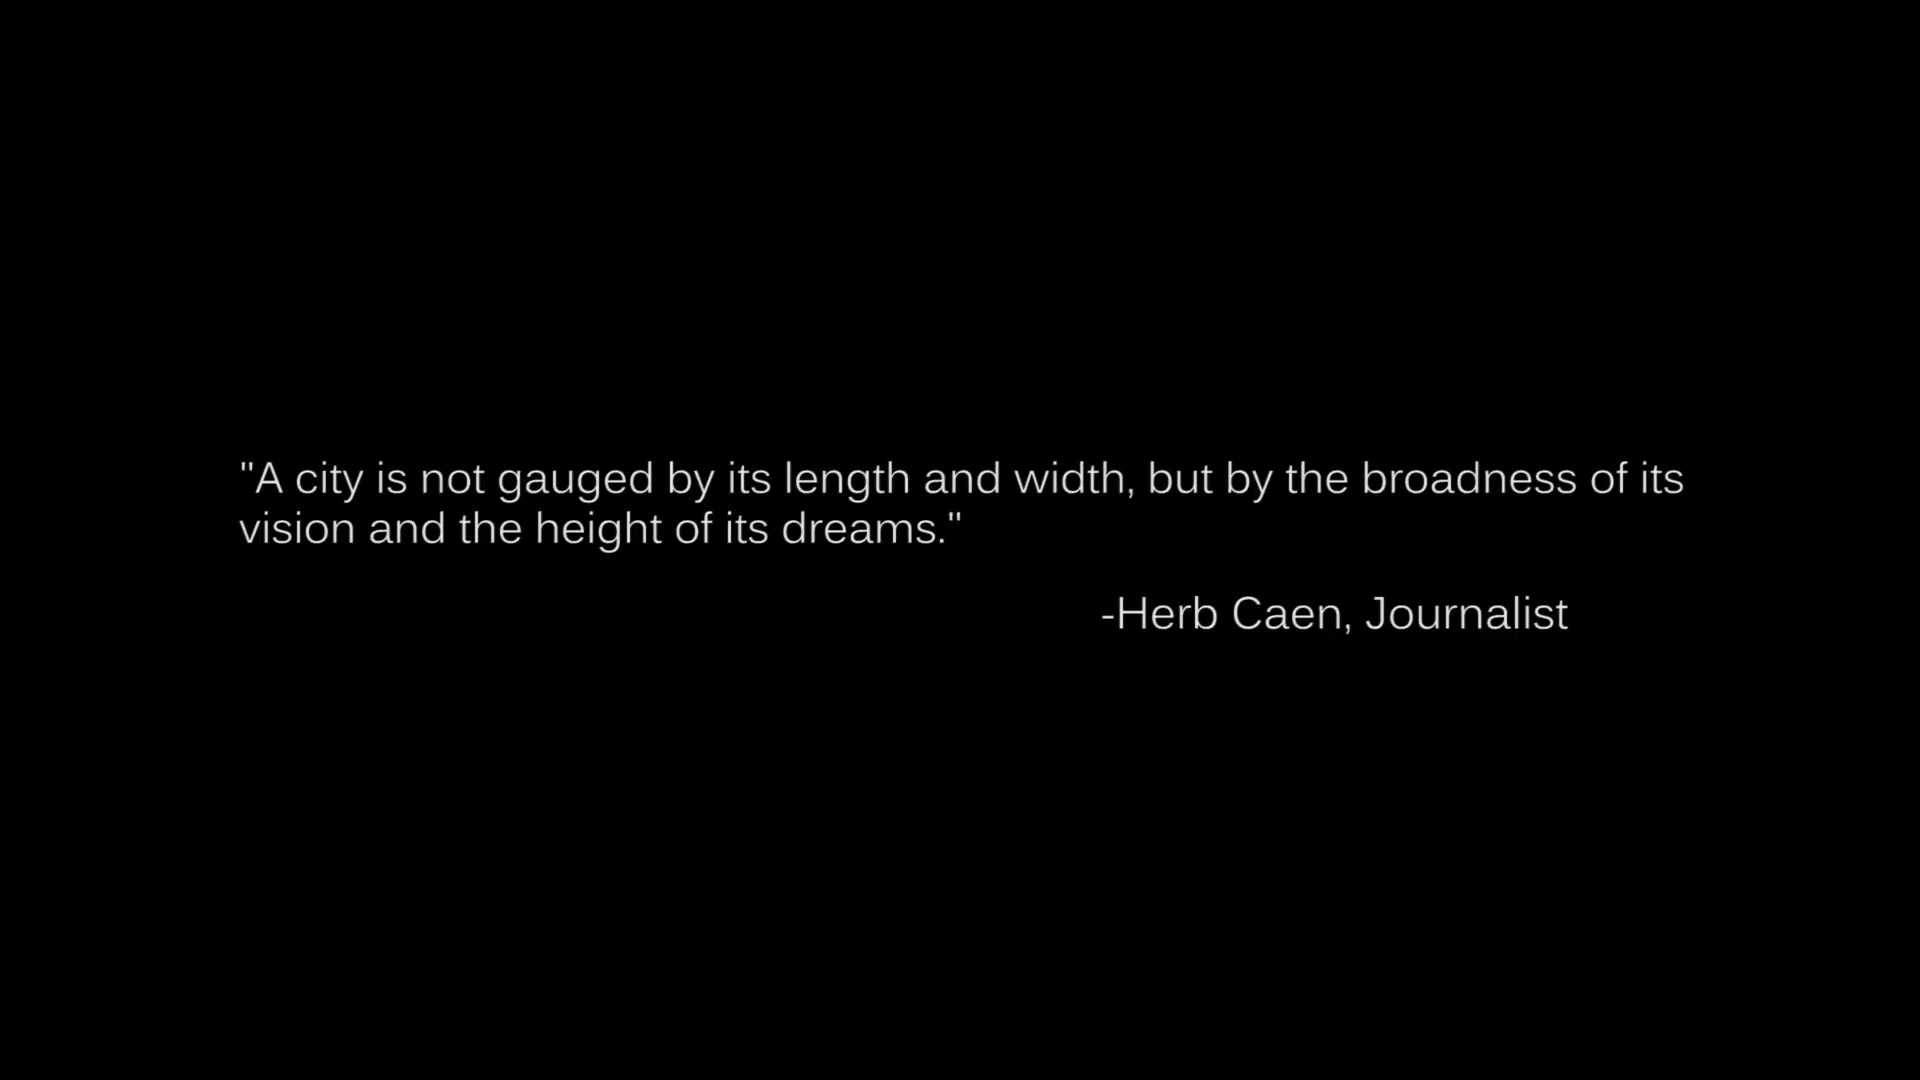 "A city is not gauged by its length and width, but by the broadness of its
vision and the height of its dreams."
-Herb Caen, Journalist